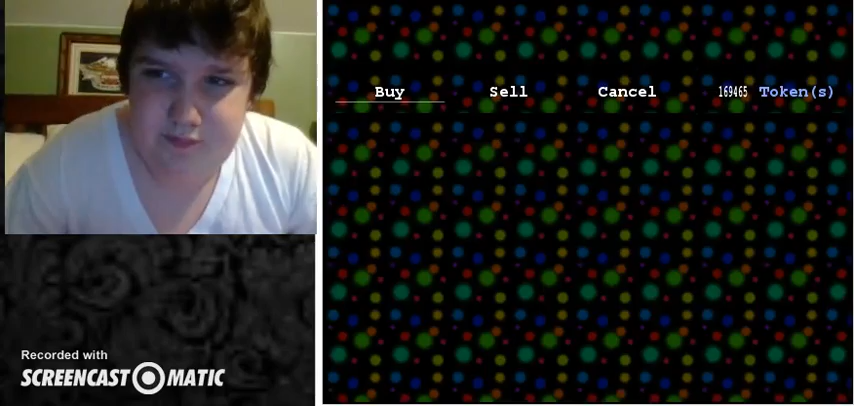 Buy Sell Cancel 169465 Token(s)
Recorded with
SCREENCAST MATIC